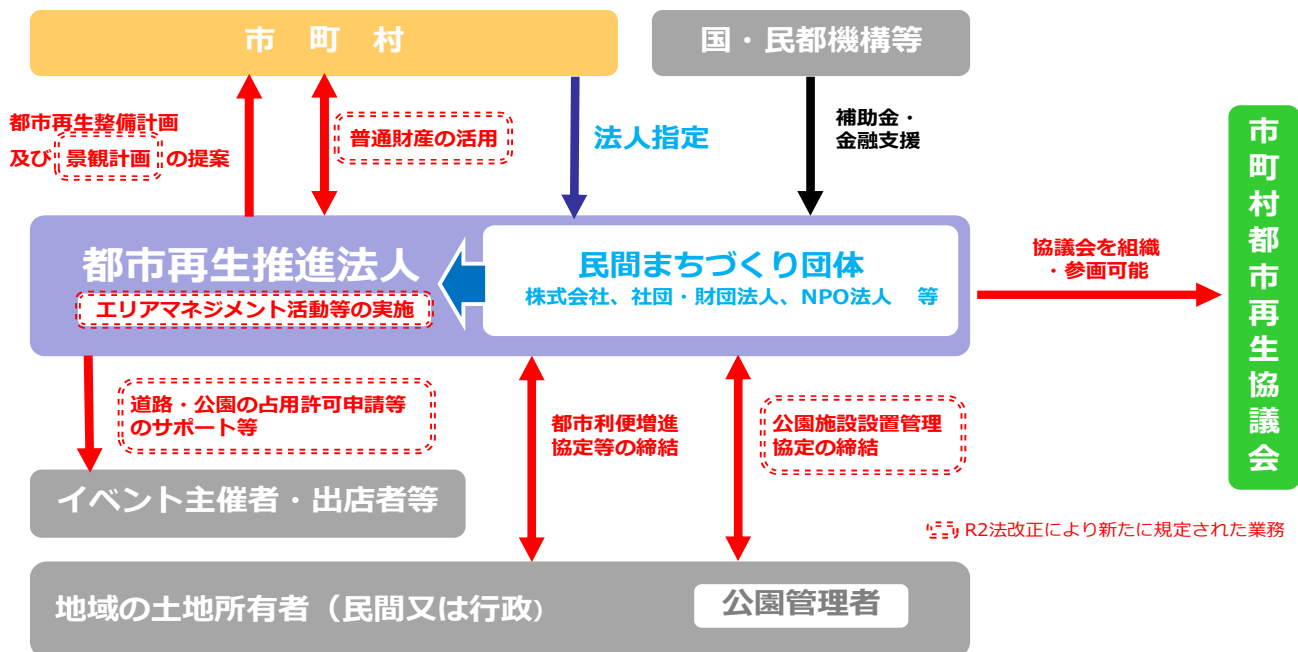 市 町 村
国・民都機構等
都市再生整備計画
及び 景観計画 の提案
普通財産の活用
法人指定
補助金・
金融支援
都市再生推進法人
エリアマネジメント活動等の実施
民間まちづくり団体
株式会社、社団・財団法人、NPO法人 等
協議会を組織
・参画可能
市町村都市再生協議会
道路・公園の占用許可申請等
のサポート等
都市利便増進
協定等の締結
公園施設設置管理
協定の締結
イベント主催者・出店者等
R2法改正により新たに規定された業務
地域の土地所有者（民間又は行政）
公園管理者